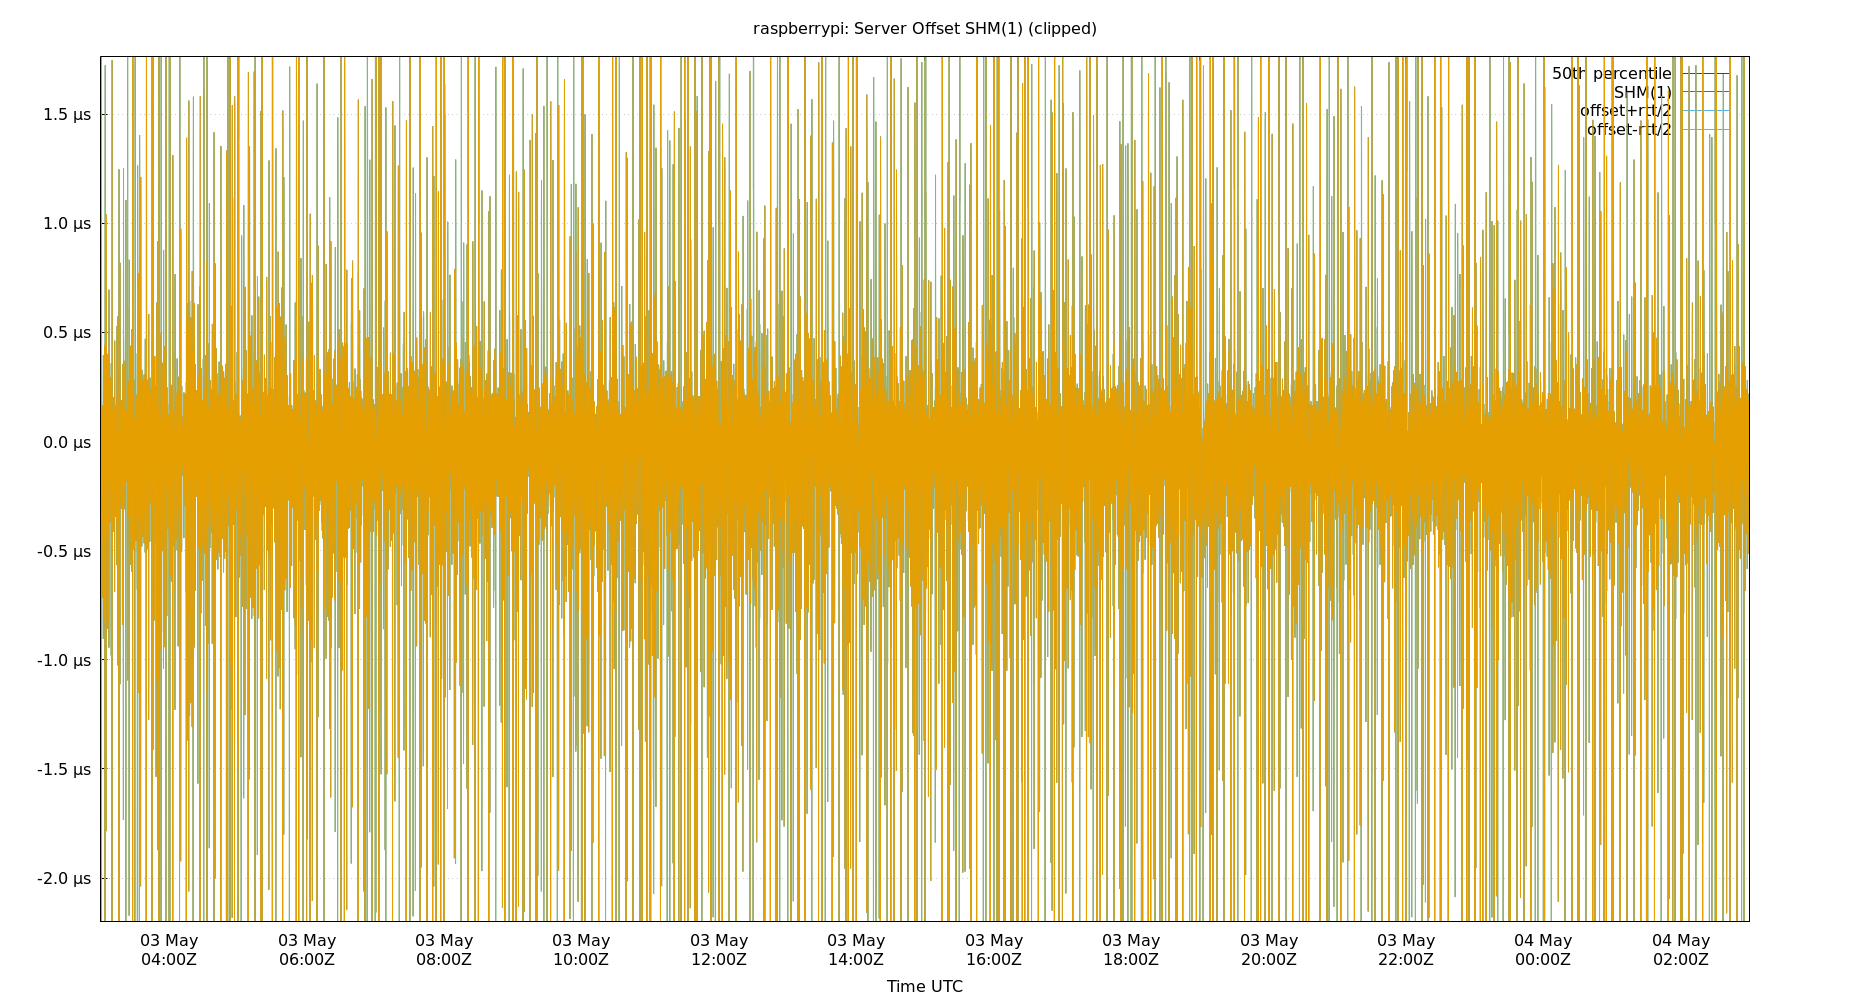 raspberrypi: Server Offset SHM(1) (clipped)
50th percentile
SHM(1)
offset+rtt/2
offset-rtt/2
1.5 µs
1.0 µs
0.5 µs
0.0 µs
-0.5 µs
-1.0 µs
-1.5 µs
-2.0 µs
03 May 03 May 03 May 03 May 03 May 03 May 03 May 03 May 03 May 03 May 04 May 04 May
04:00Z 06:00Z 08:00Z 10:00Z 12:00Z 14:00Z 16:00Z 18:00Z 20:00Z 22:00Z 00:00Z 02:00Z
Time UTC